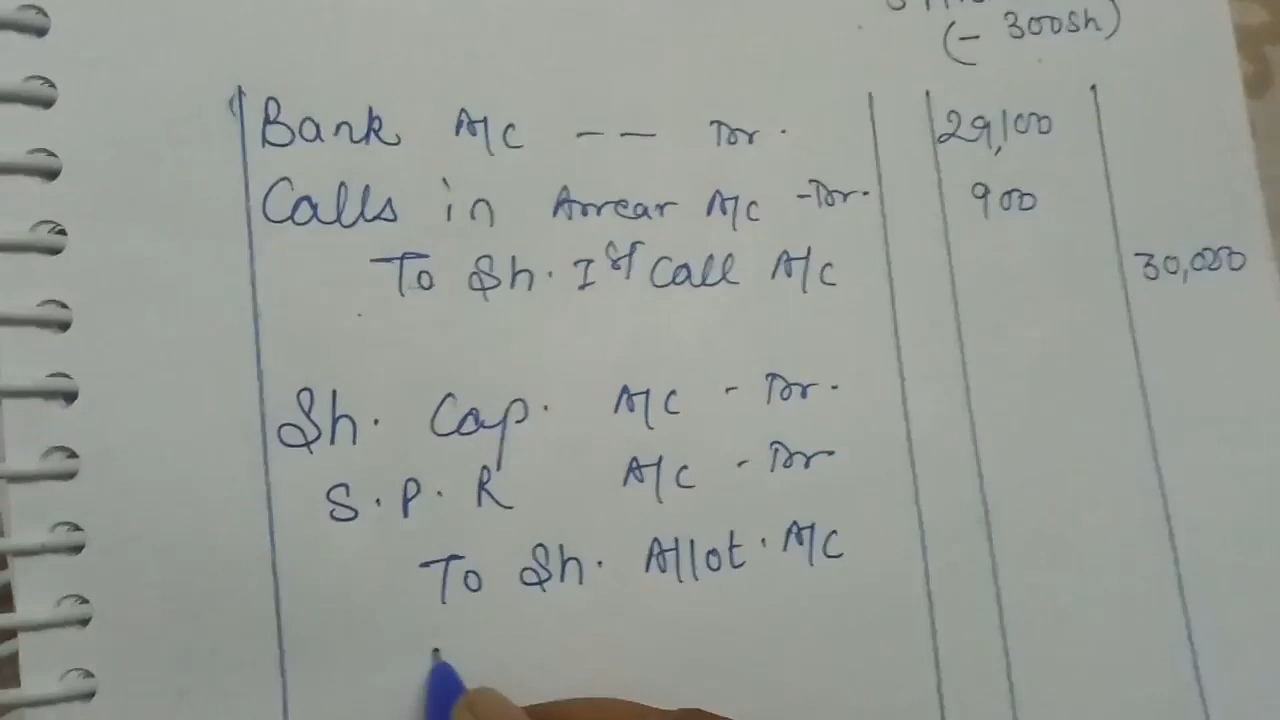 (- 300Sh)
Bank A/C -- Dr. 29,100
Calls in Arrear A/C -Dr. 900
To Sh. Ist Call A/C 30,000
Sh. Cap. A/C - Dr.
S.P.R A/C - Dr
To Sh. Allot. A/C